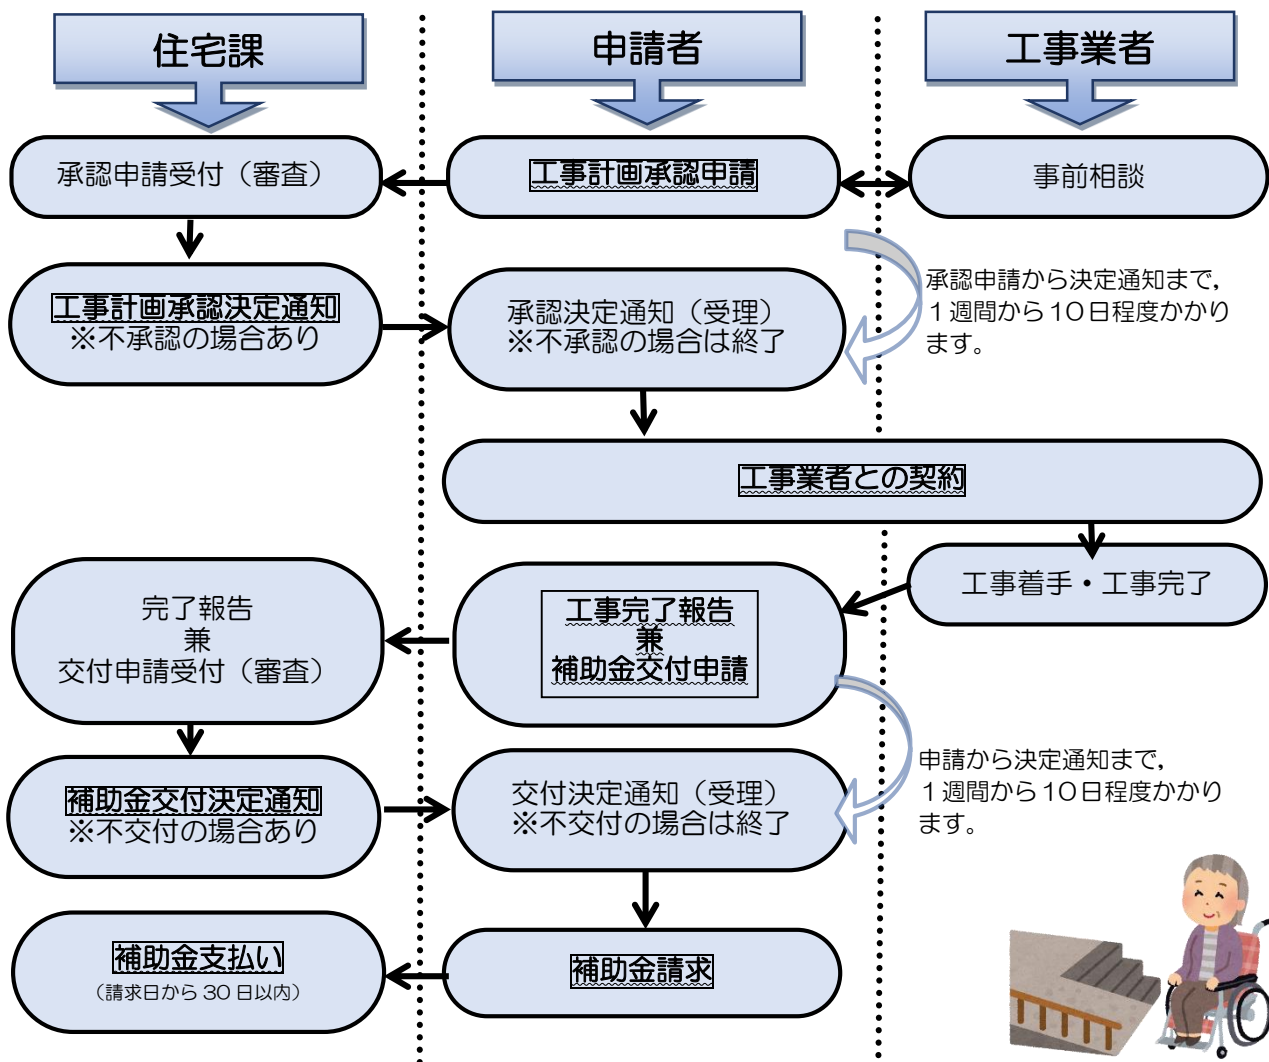 住宅課
申請者
工事業者
承認申請受付（審査）
工事計画承認申請
事前相談
工事計画承認決定通知
※不承認の場合あり
承認決定通知（受理）
※不承認の場合は終了
承認申請から決定通知まで，
１週間から１０日程度かかり
ます。
工事業者との契約
工事着手・工事完了
完了報告
兼
交付申請受付（審査）
工事完了報告
兼
補助金交付申請
補助金交付決定通知
※不交付の場合あり
交付決定通知（受理）
※不交付の場合は終了
申請から決定通知まで，
１週間から１０日程度かかり
ます。
補助金支払い
（請求日から 30 日以内）
補助金請求